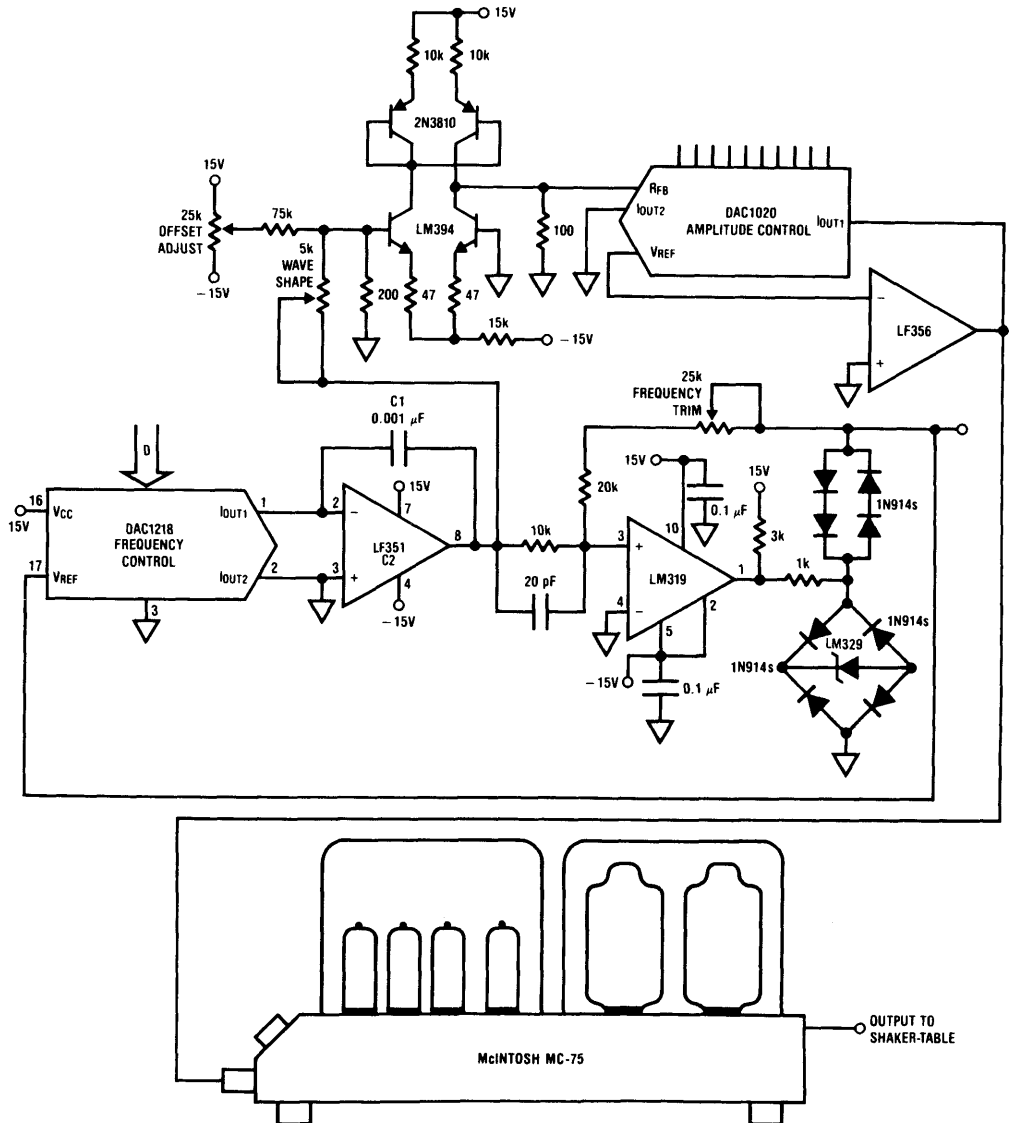 15V
10k
10k
2N3810
15V
25k
OFFSET
ADJUST
-15V
75k
5k
WAVE
SHAPE
200
LM394
47
47
15k
-15V
100
RFB
IOUT2
VREF
DAC1020
AMPLITUDE CONTROL
IOUT1
-
+
LF356
C1
0.001 µF
25k
FREQUENCY
TRIM
D
15V
16
VCC
17
VREF
DAC1218
FREQUENCY
CONTROL
IOUT1
1
IOUT2
2
3
2
-
3
+
15V
7
LF351
C2
8
4
-15V
10k
20 pF
20k
15V
10
0.1 µF
3
+
4
-
LM319
1
2
5
-15V
0.1 µF
15V
3k
1k
1N914s
1N914s
LM329
1N914s
McINTOSH MC-75
OUTPUT TO
SHAKER-TABLE